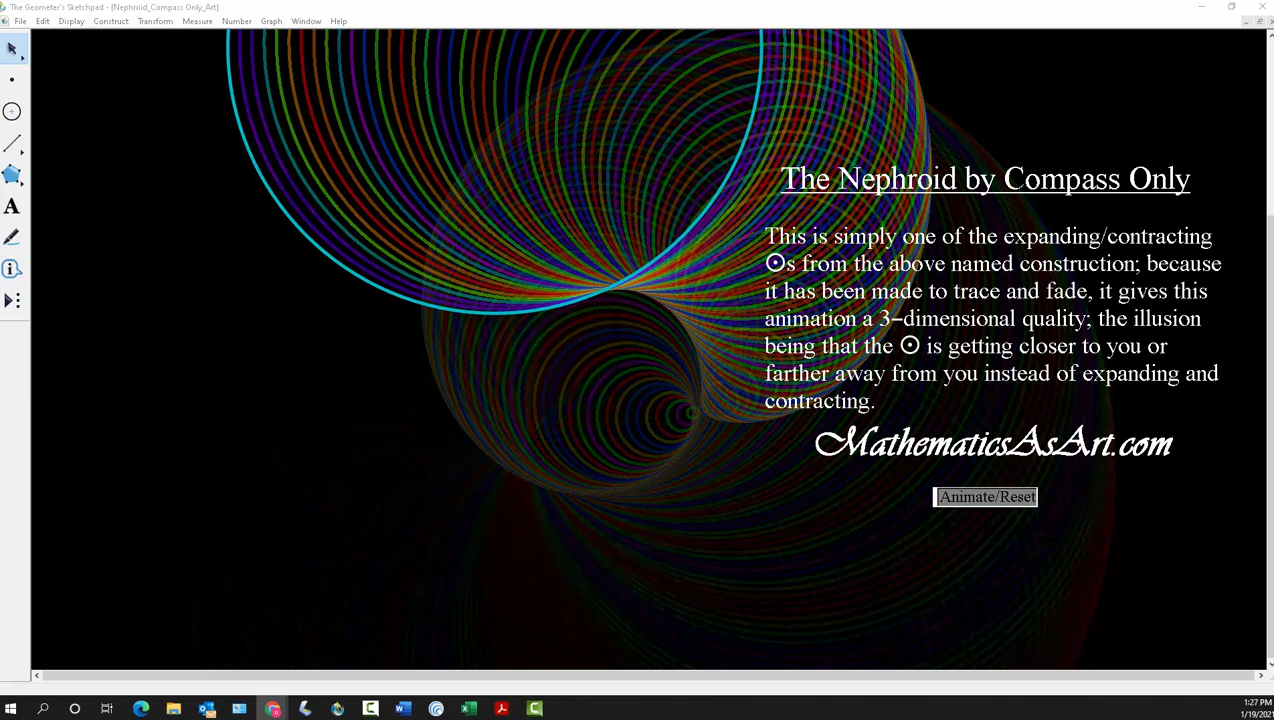 The Geometer's Sketchpad - [Nephroid_Compass Only_Art]
File Edit Display Construct Transform Measure Number Graph Window Help
The Nephroid by Compass Only
This is simply one of the expanding/contracting
⊙s from the above named construction; because
it has been made to trace and fade, it gives this
animation a 3–dimensional quality; the illusion
being that the ⊙ is getting closer to you or
farther away from you instead of expanding and
contracting.
MathematicsAsArt.com
Animate/Reset
1:27 PM
1/19/2021